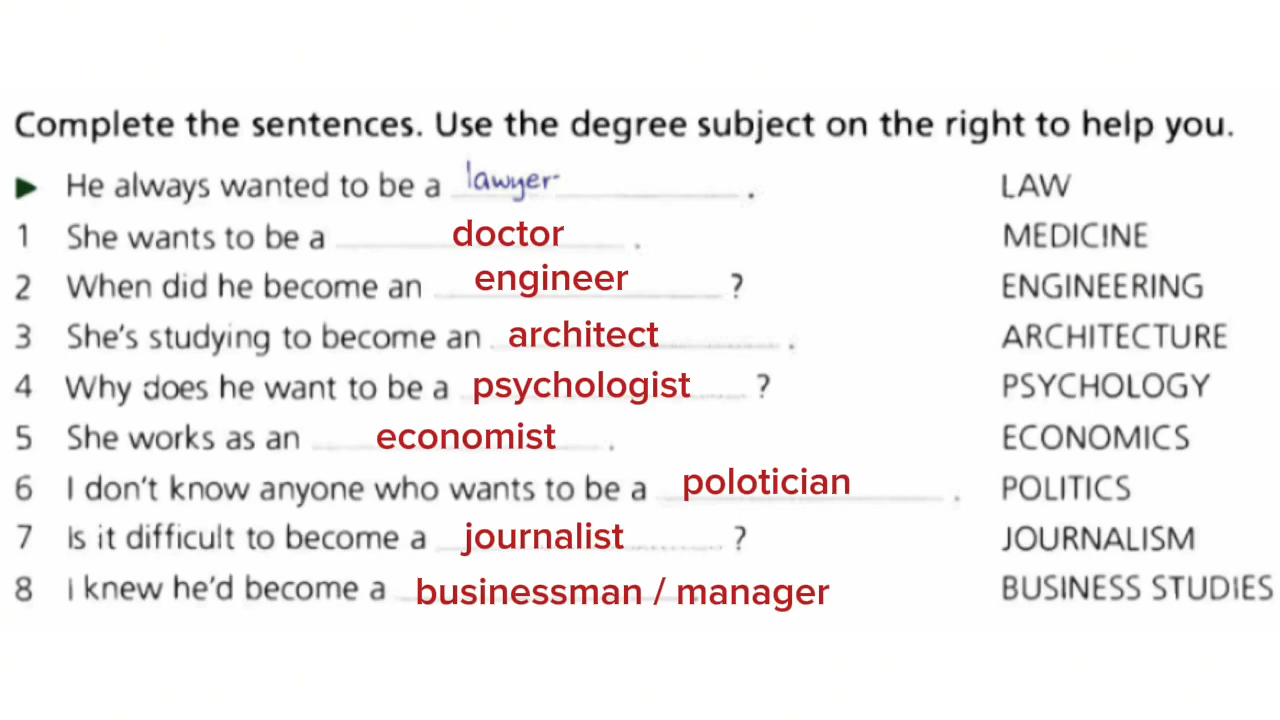 Complete the sentences. Use the degree subject on the right to help you.
▶ He always wanted to be a lawyer. LAW
1 She wants to be a doctor. MEDICINE
2 When did he become an engineer? ENGINEERING
3 She's studying to become an architect. ARCHITECTURE
4 Why does he want to be a psychologist? PSYCHOLOGY
5 She works as an economist. ECONOMICS
6 I don't know anyone who wants to be a polotician. POLITICS
7 Is it difficult to become a journalist? JOURNALISM
8 I knew he'd become a businessman / manager BUSINESS STUDIES